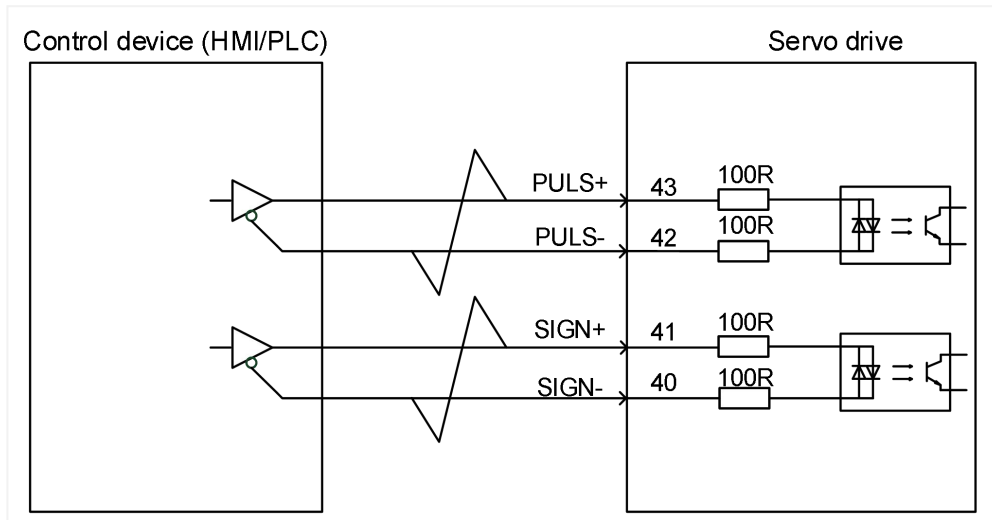 Control device (HMI/PLC) Servo drive
PULS+ 43 100R
PULS- 42 100R
SIGN+ 41 100R
SIGN- 40 100R